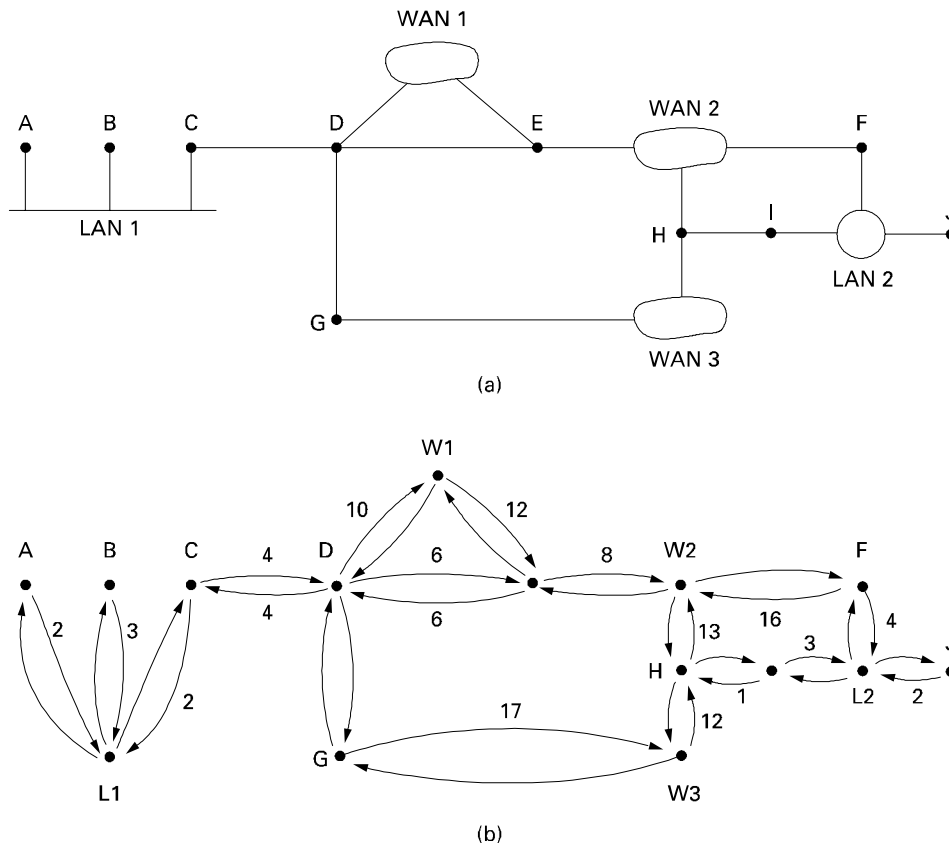 WAN 1
A B C D E WAN 2 F
LAN 1
H I J
LAN 2
G
WAN 3
(a)
W1
10 12
A B C 4 D 6 8 W2 F
4 6 16
2 3 13 3 4
2 H 1 L2 2 J
17 12
G
L1 W3
(b)